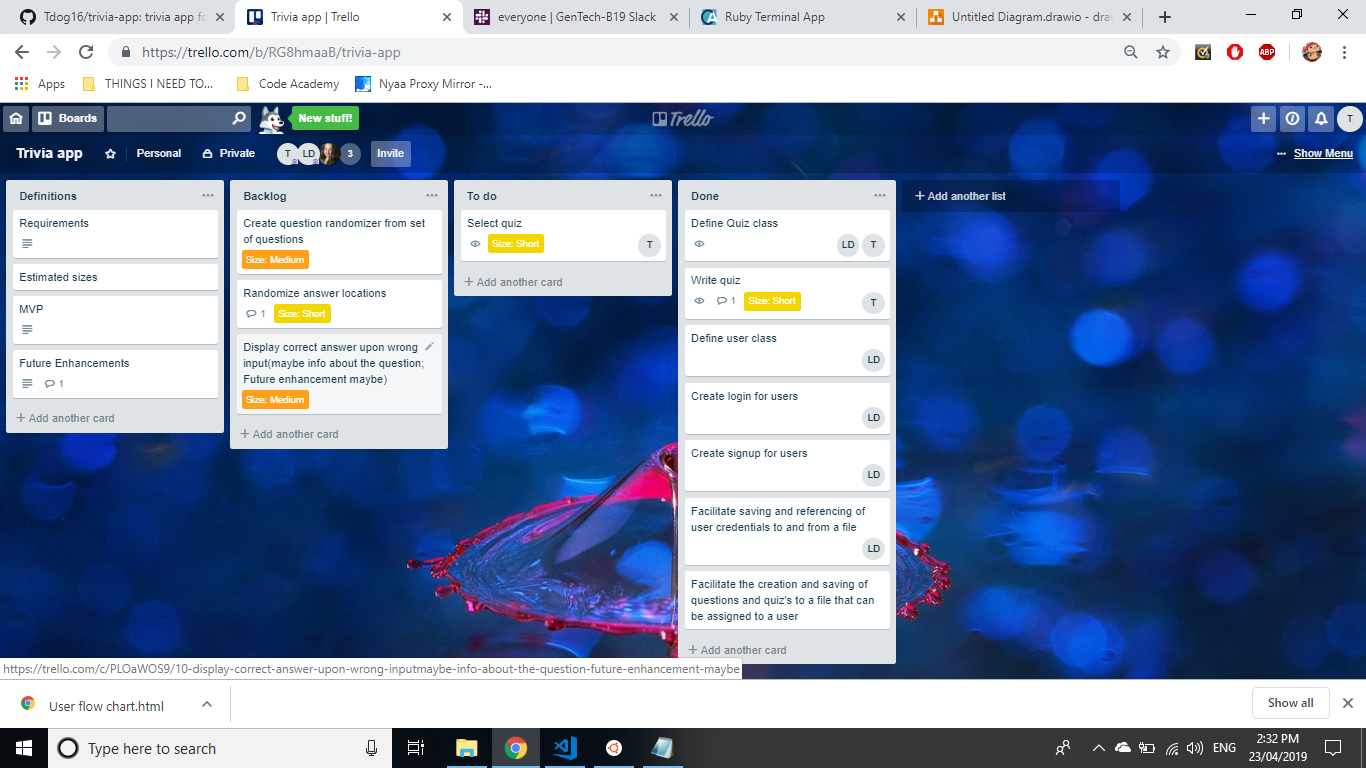 Tdog16/trivia-app: trivia app fo
Trivia app | Trello
everyone | GenTech-B19 Slack
Ruby Terminal App
Untitled Diagram.drawio - dra
https://trello.com/b/RG8hmaaB/trivia-app
ABP
Apps
THINGS I NEED TO...
Code Academy
Nyaa Proxy Mirror -...
Boards
New stuff!
Trello
T
Trivia app
Personal
Private
T
LD
3
Invite
... Show Menu
Definitions
Requirements
Estimated sizes
MVP
Future Enhancements
1
+ Add another card
Backlog
Create question randomizer from set
of questions
Size: Medium
Randomize answer locations
1
Size: Short
Display correct answer upon wrong
input(maybe info about the question;
Future enhancement maybe)
Size: Medium
+ Add another card
To do
Select quiz
Size: Short
T
+ Add another card
Done
Define Quiz class
LD
T
Write quiz
1
Size: Short
T
Define user class
LD
Create login for users
LD
Create signup for users
LD
Facilitate saving and referencing of
user credentials to and from a file
LD
Facilitate the creation and saving of
questions and quiz's to a file that can
be assigned to a user
+ Add another card
+ Add another list
https://trello.com/c/PLOaWOS9/10-display-correct-answer-upon-wrong-inputmaybe-info-about-the-question-future-enhancement-maybe
User flow chart.html
Show all
Type here to search
ENG
2:32 PM
23/04/2019